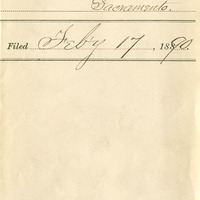 Sacramento.
Filed Feby 17, 1890.